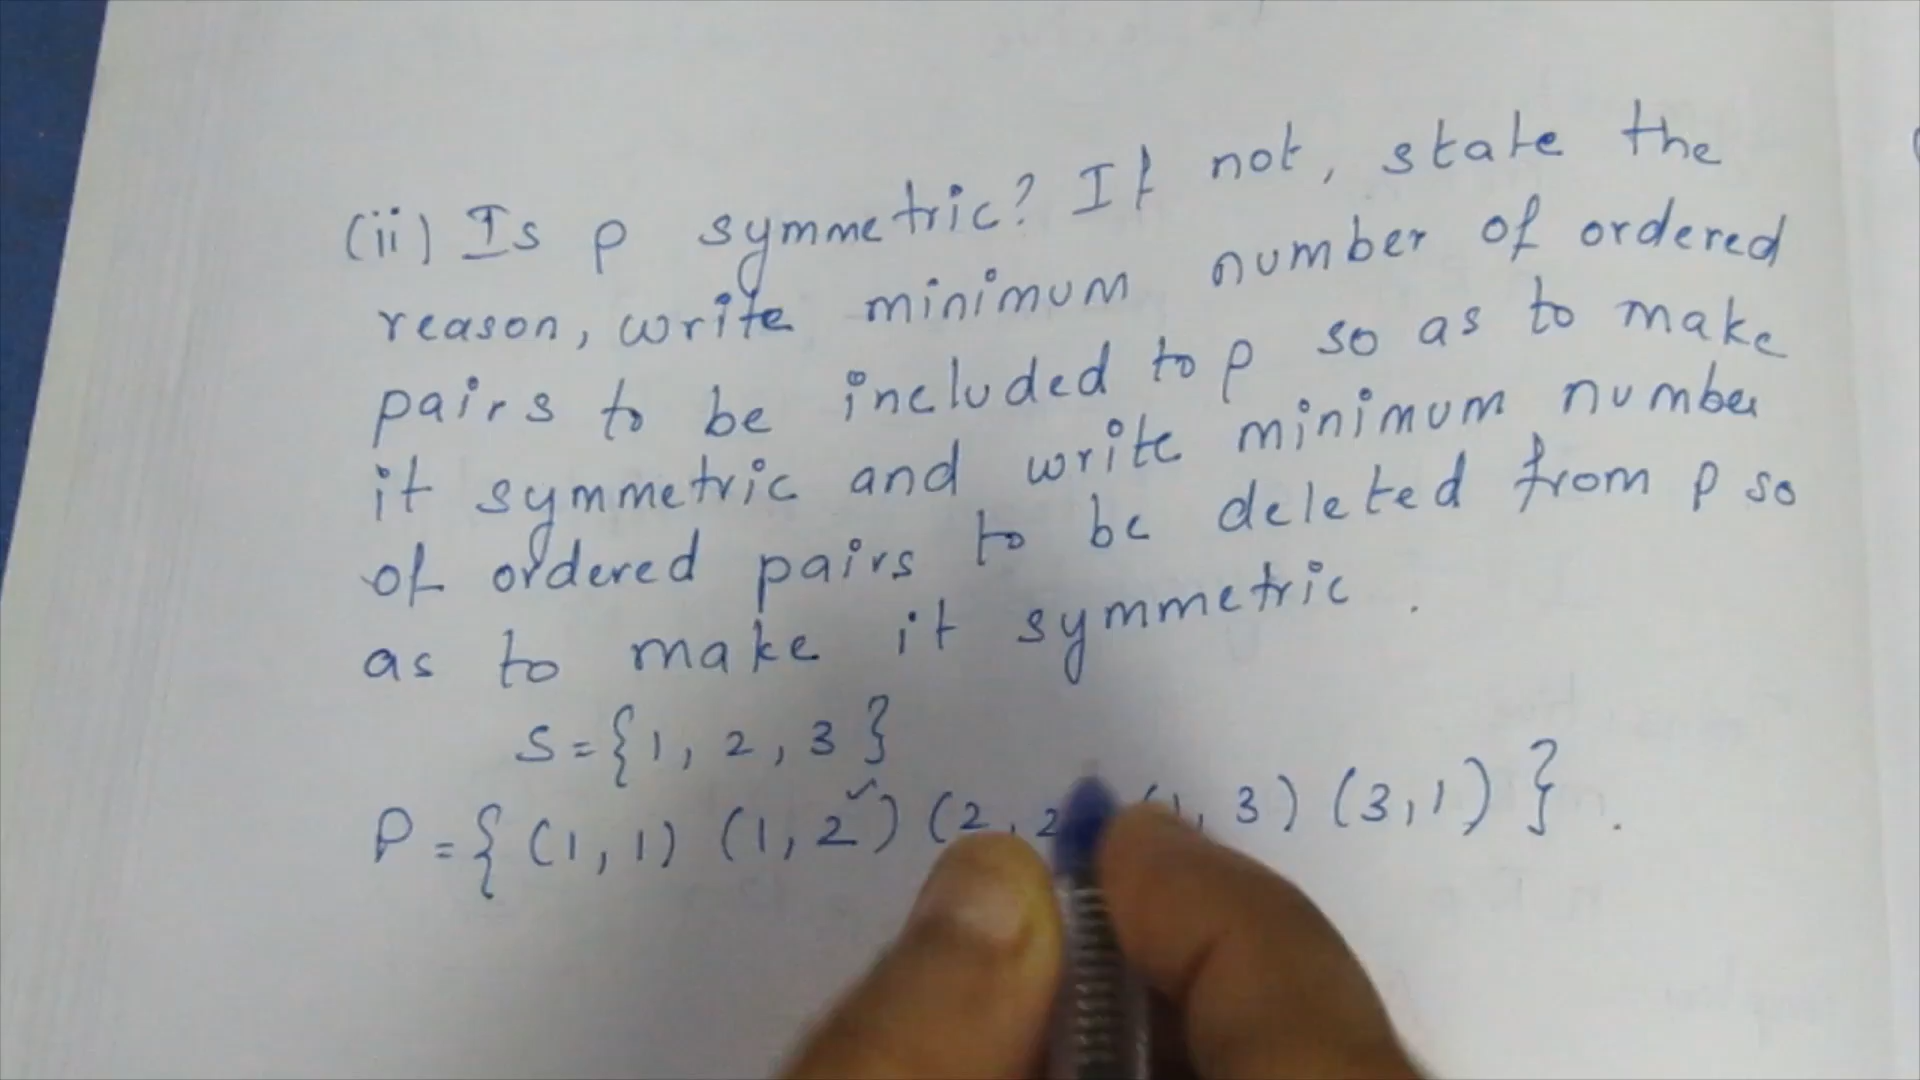 (ii) Is P symmetric? If not, state the
reason, write minimum number of ordered
pairs to be included to P so as to make
it symmetric and write minimum number
of ordered pairs to be deleted from P so
as to make it symmetric.
S = {1, 2, 3}
P = { (1, 1) (1, 2) (2, 2 (1, 3) (3, 1) } .